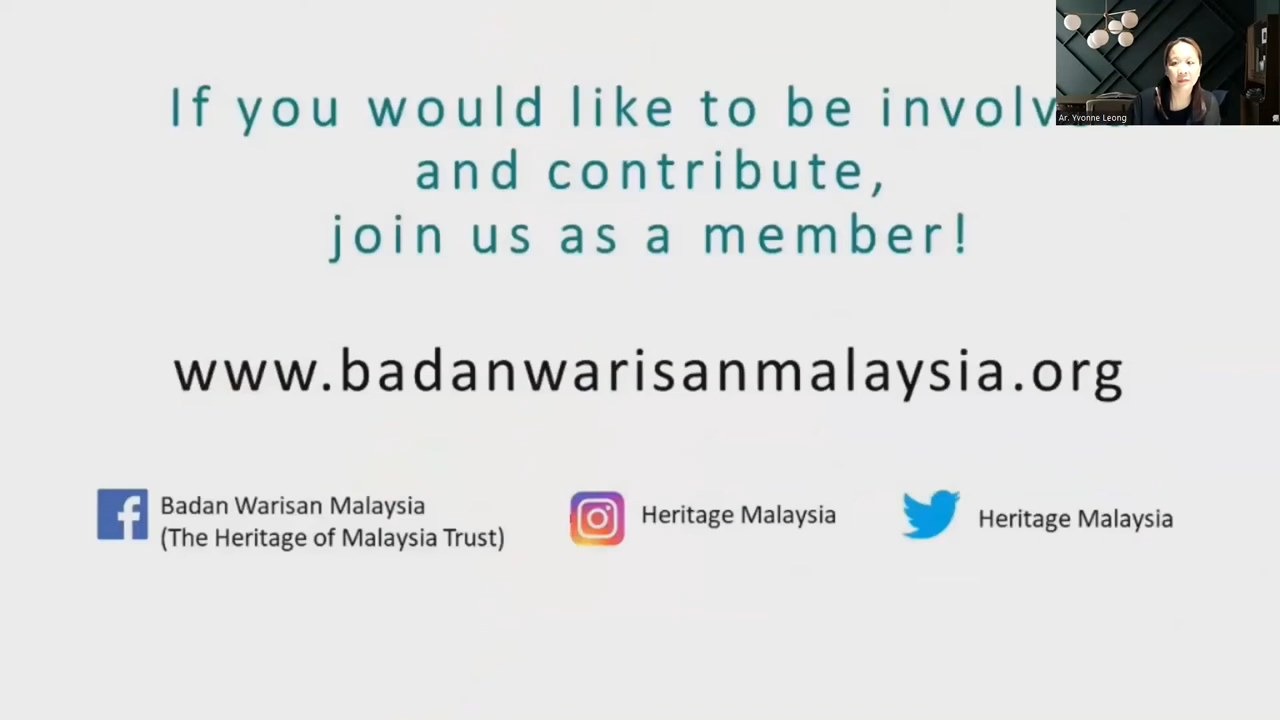 If you would like to be involved
and contribute,
join us as a member!
www.badanwarisanmalaysia.org
Badan Warisan Malaysia
(The Heritage of Malaysia Trust)
Heritage Malaysia
Heritage Malaysia
Ar. Yvonne Leong